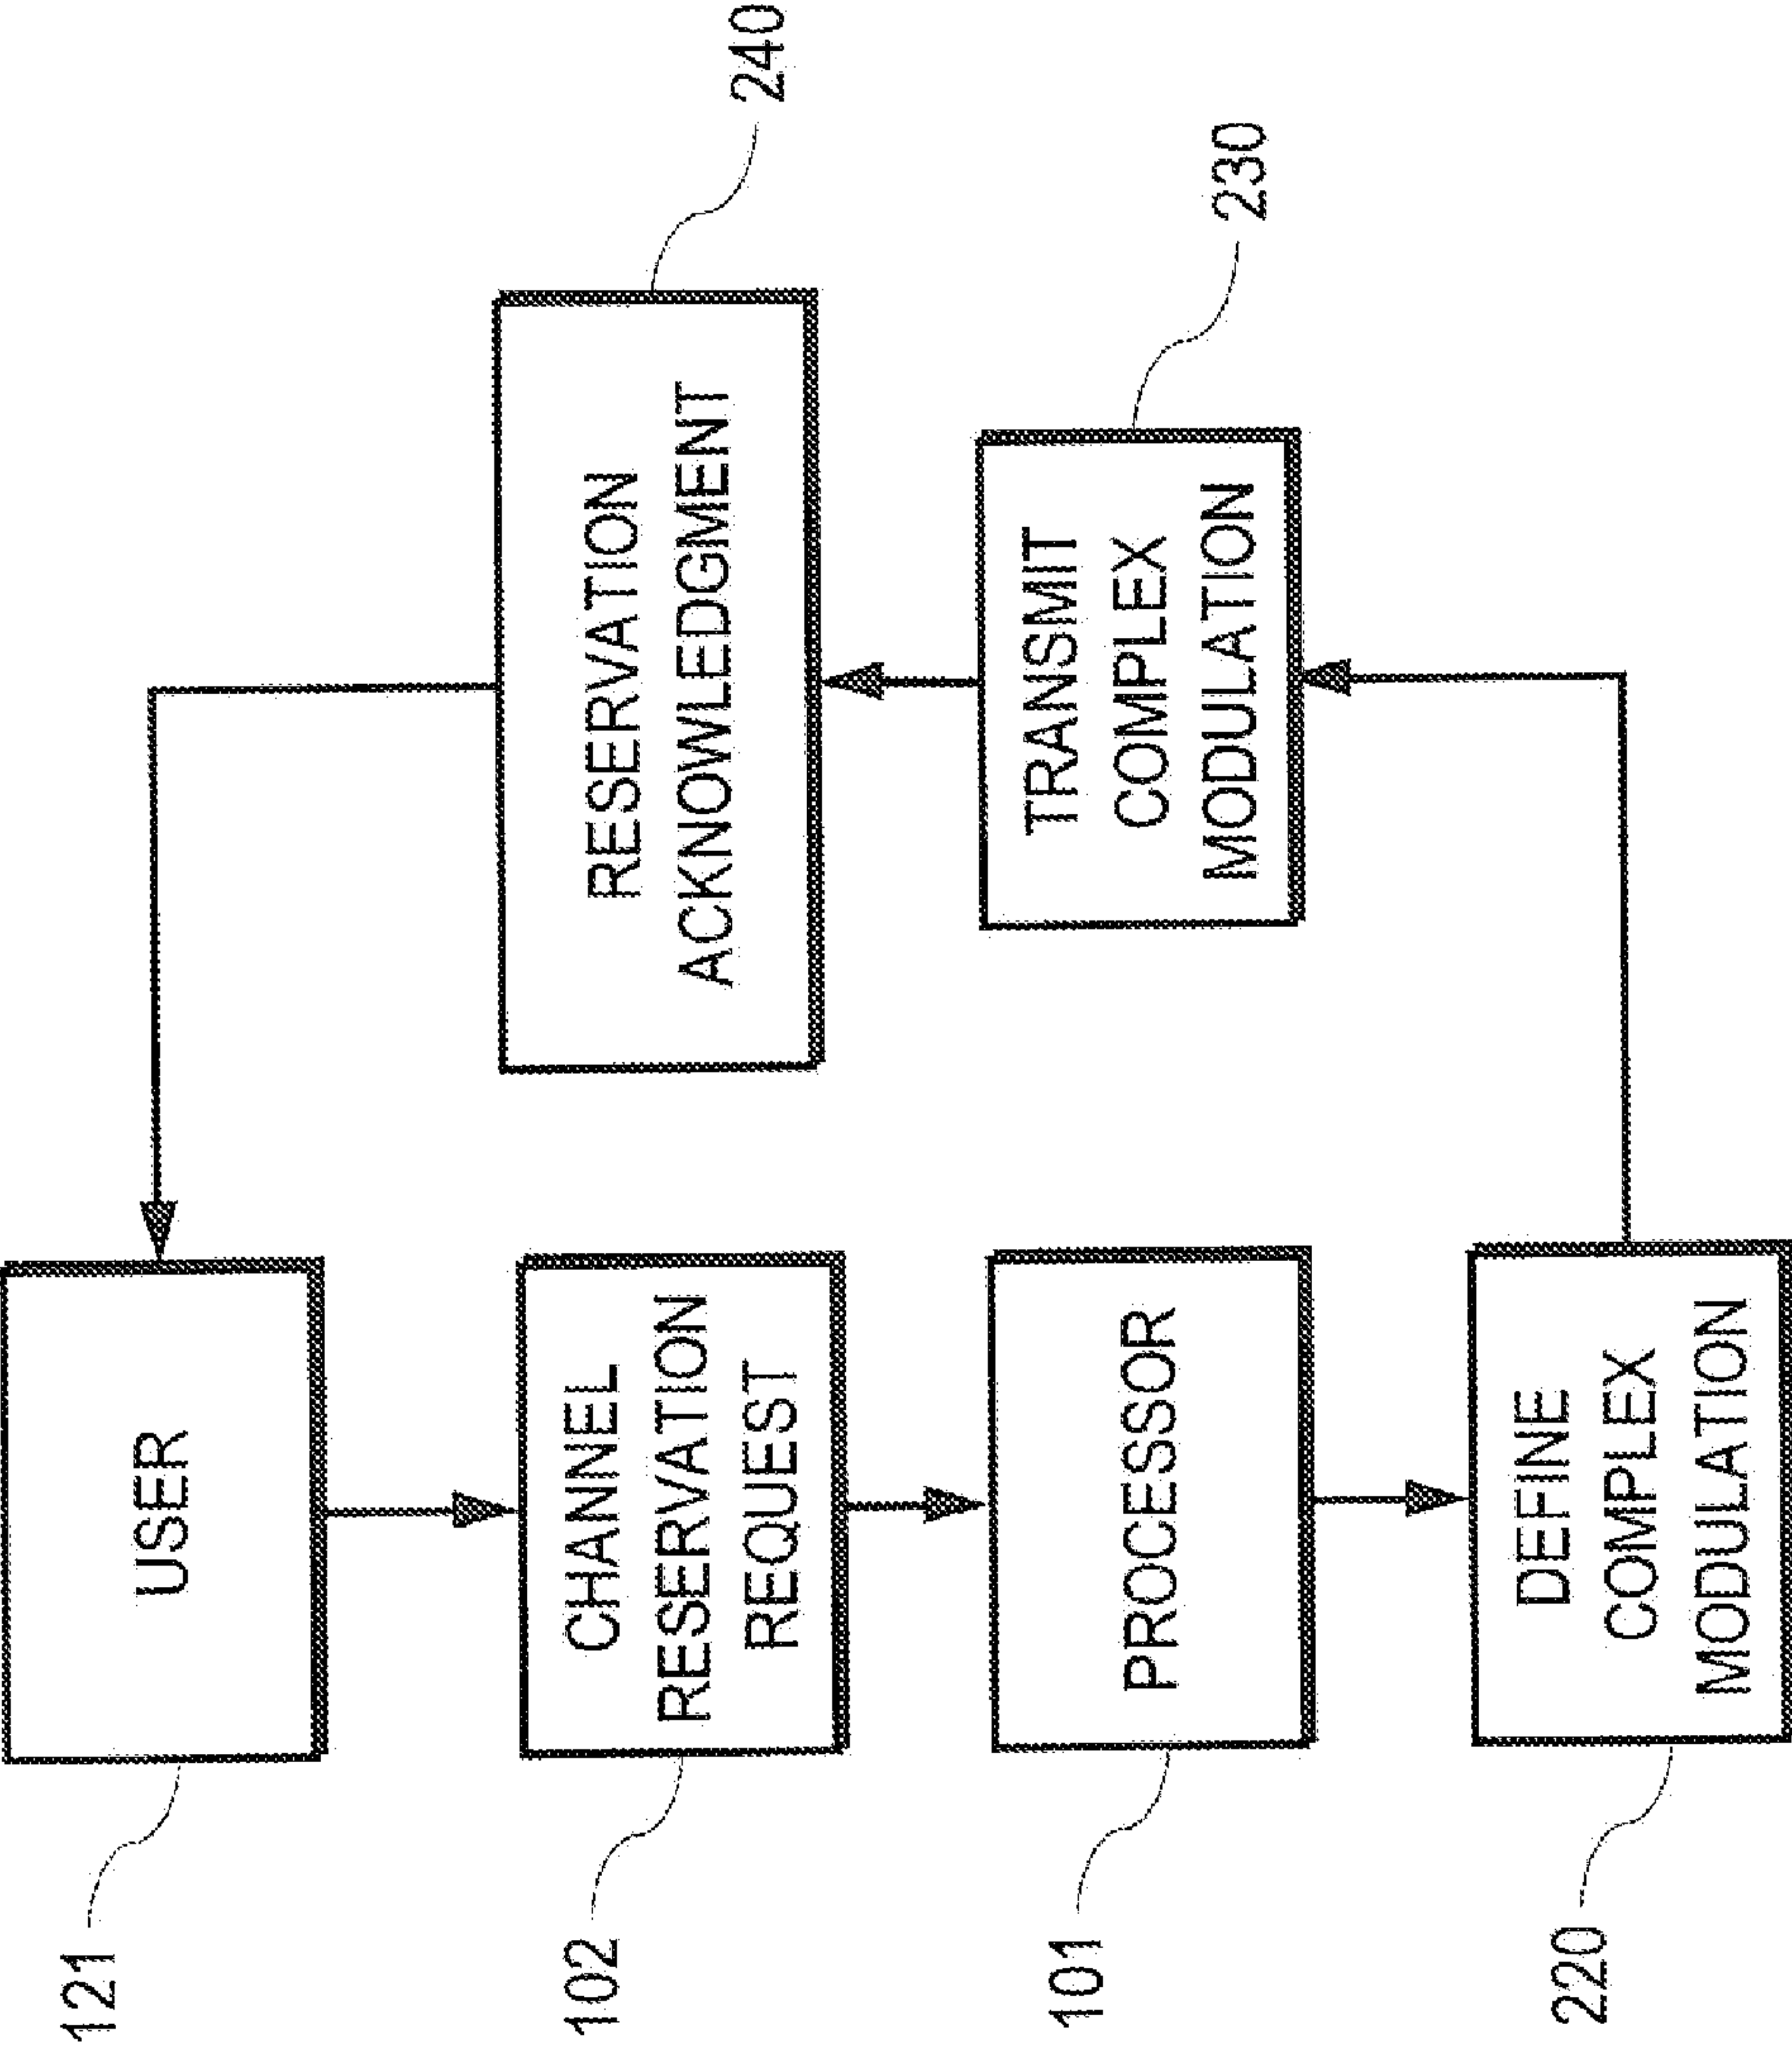 121
USER
102
CHANNEL
RESERVATION
REQUEST
101
PROCESSOR
220
DEFINE
COMPLEX
MODULATION
RESERVATION
ACKNOWLEDGMENT
240
TRANSMIT
COMPLEX
MODULATION
230